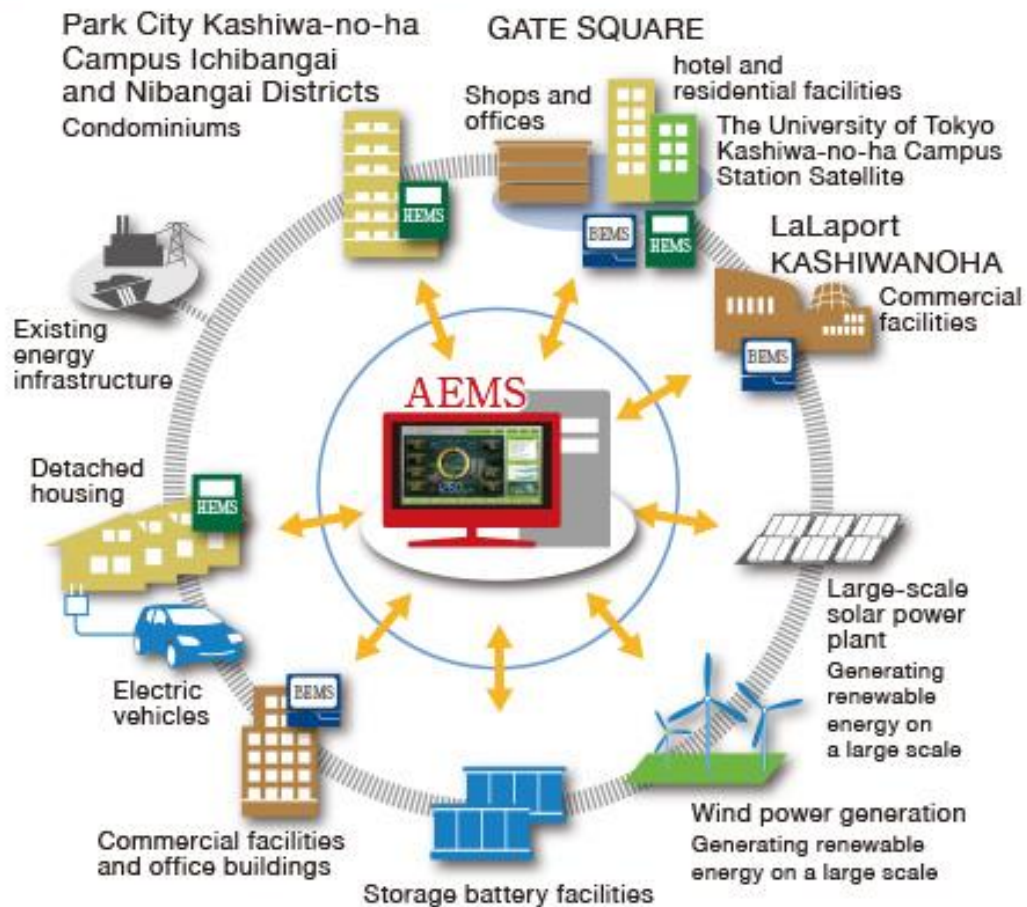 Park City Kashiwa-no-ha
Campus Ichibangai
and Nibangai Districts
Condominiums
GATE SQUARE
Shops and
offices
hotel and
residential facilities
The University of Tokyo
Kashiwa-no-ha Campus
Station Satellite
HEMS
BEMS
HEMS
LaLaport
KASHIWANOHA
Commercial
facilities
BEMS
Existing
energy
infrastructure
AEMS
Detached
housing
HEMS
Electric
vehicles
BEMS
Commercial facilities
and office buildings
Storage battery facilities
Large-scale
solar power
plant
Generating
renewable
energy on
a large scale
Wind power generation
Generating renewable
energy on a large scale